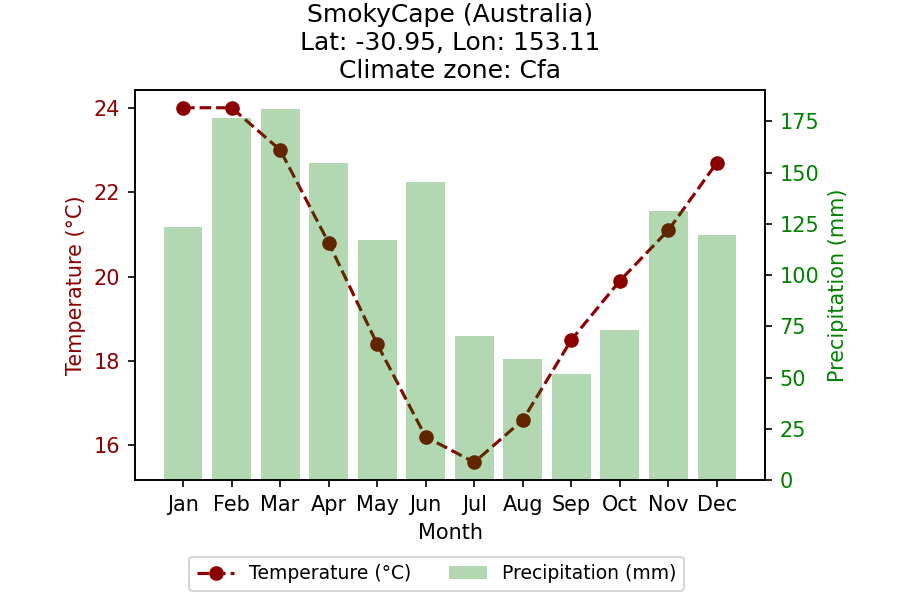 SmokyCape (Australia)
Lat: -30.95, Lon: 153.11
Climate zone: Cfa
24
22
20
18
16
Temperature (°C)
175
150
125
100
75
50
25
0
Precipitation (mm)
Jan Feb Mar Apr May Jun Jul Aug Sep Oct Nov Dec
Month
Temperature (°C) Precipitation (mm)